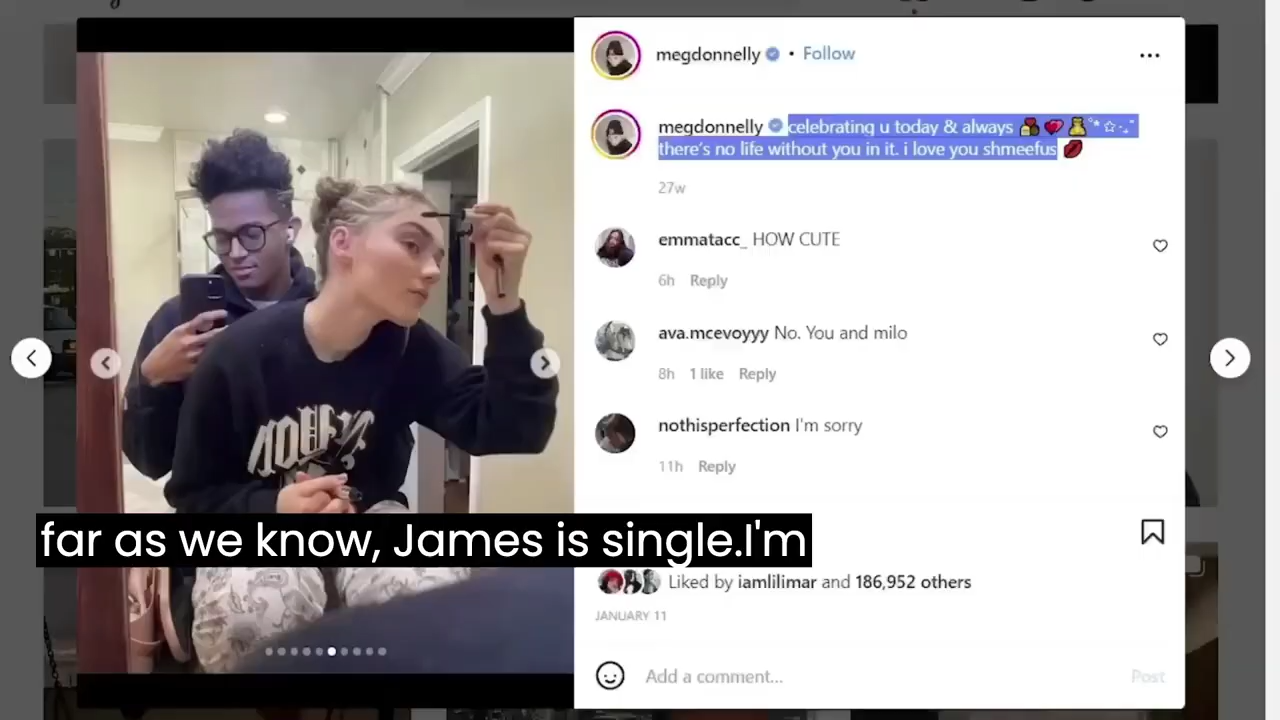 megdonnelly • Follow
megdonnelly celebrating u today & always
there's no life without you in it. i love you shmeefus
27w
emmatacc_ HOW CUTE
6h Reply
ava.mcevoyyy No. You and milo
8h 1 like Reply
nothisperfection I'm sorry
11h Reply
far as we know, James is single.I'm
Liked by iamlilimar and 186,952 others
JANUARY 11
Add a comment... Post